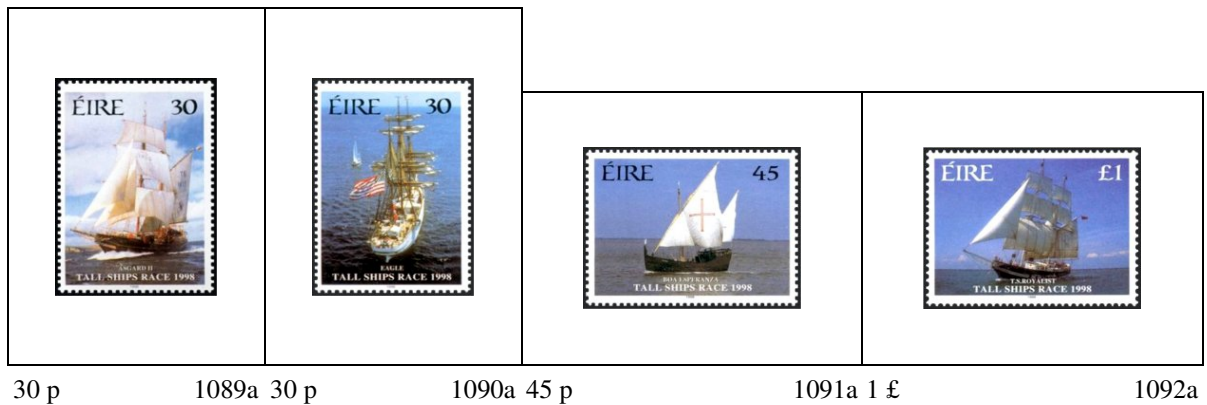 ÉIRE 30
ASGARD II
TALL SHIPS RACE 1998
ÉIRE 30
EAGLE
TALL SHIPS RACE 1998
ÉIRE 45
BOA ESPERANZA
TALL SHIPS RACE 1998
ÉIRE £1
T.S. ROYALIST
TALL SHIPS RACE 1998
30 p 1089a 30 p 1090a 45 p 1091a 1 £ 1092a